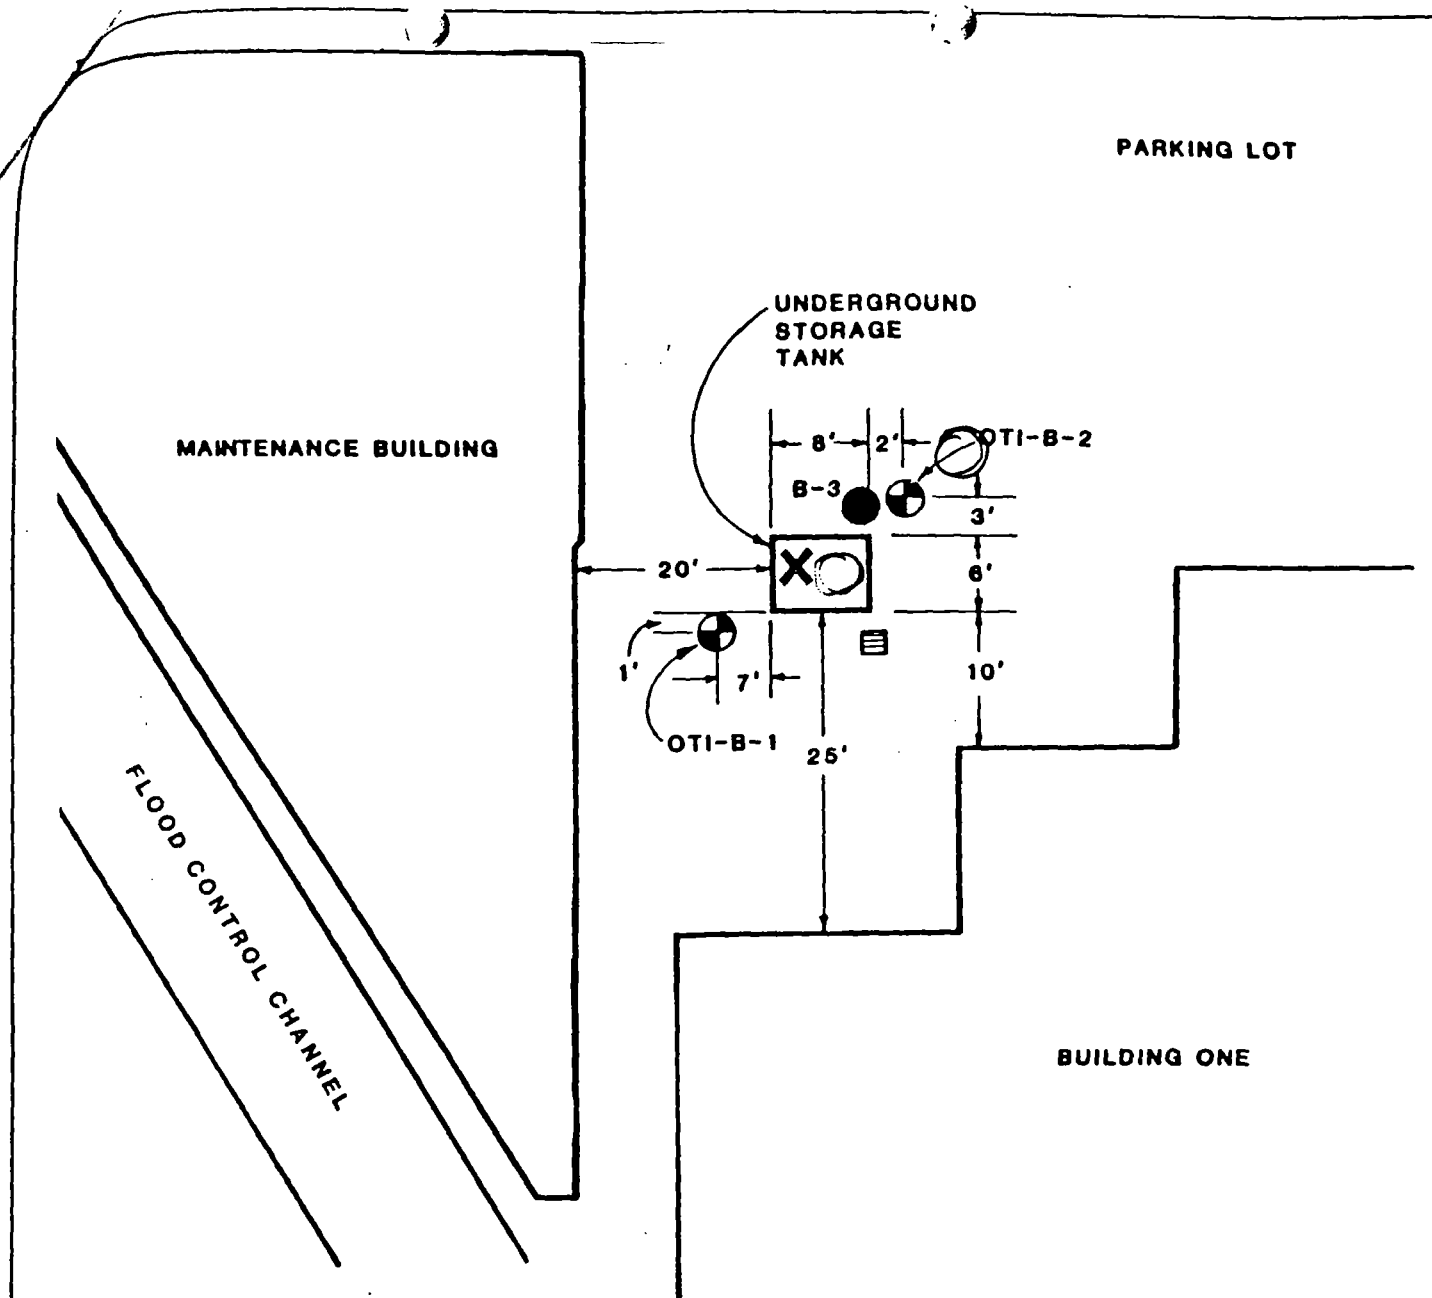 PARKING LOT
UNDERGROUND
STORAGE
TANK
MAINTENANCE BUILDING
8'
2'
OTI-B-2
B-3
3'
20'
6'
1'
7'
10'
OTI-B-1
25'
FLOOD CONTROL CHANNEL
BUILDING ONE